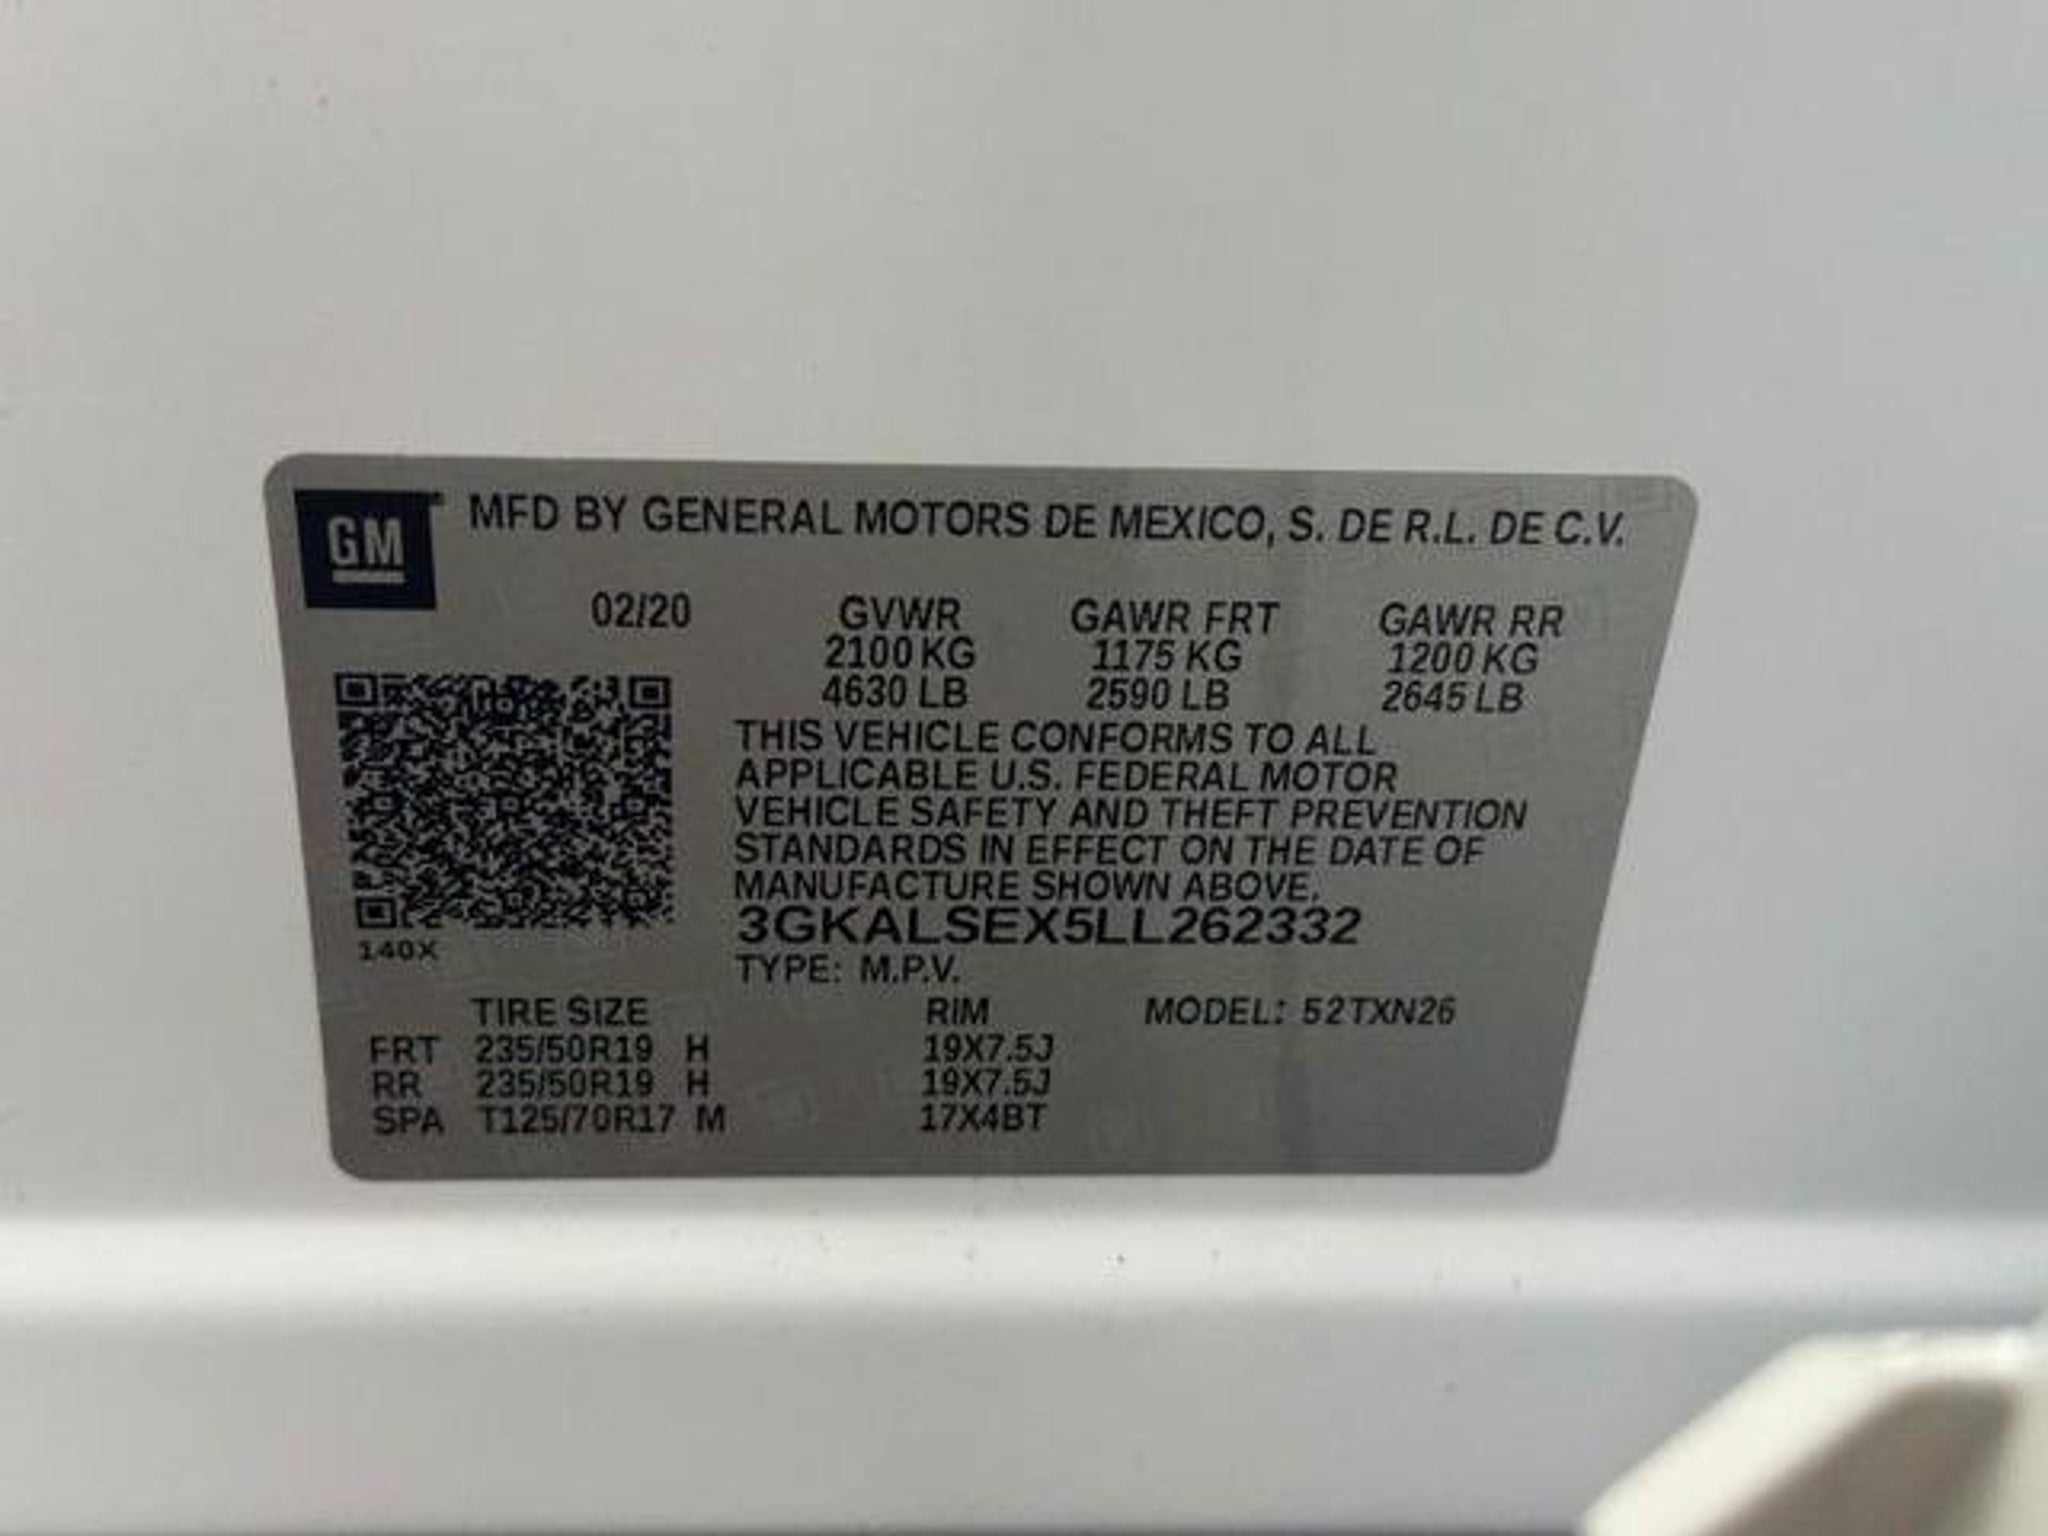 GM MFD BY GENERAL MOTORS DE MEXICO, S. DE R.L. DE C.V.
02/20 GVWR GAWR FRT GAWR RR
2100 KG 1175 KG 1200 KG
4630 LB 2590 LB 2645 LB
THIS VEHICLE CONFORMS TO ALL
APPLICABLE U.S. FEDERAL MOTOR
VEHICLE SAFETY AND THEFT PREVENTION
STANDARDS IN EFFECT ON THE DATE OF
MANUFACTURE SHOWN ABOVE.
3GKALSEX5LL262332
140X
TYPE: M.P.V.
TIRE SIZE RIM MODEL: 52TXN26
FRT 235/50R19 H 19X7.5J
RR 235/50R19 H 19X7.5J
SPA T125/70R17 M 17X4BT